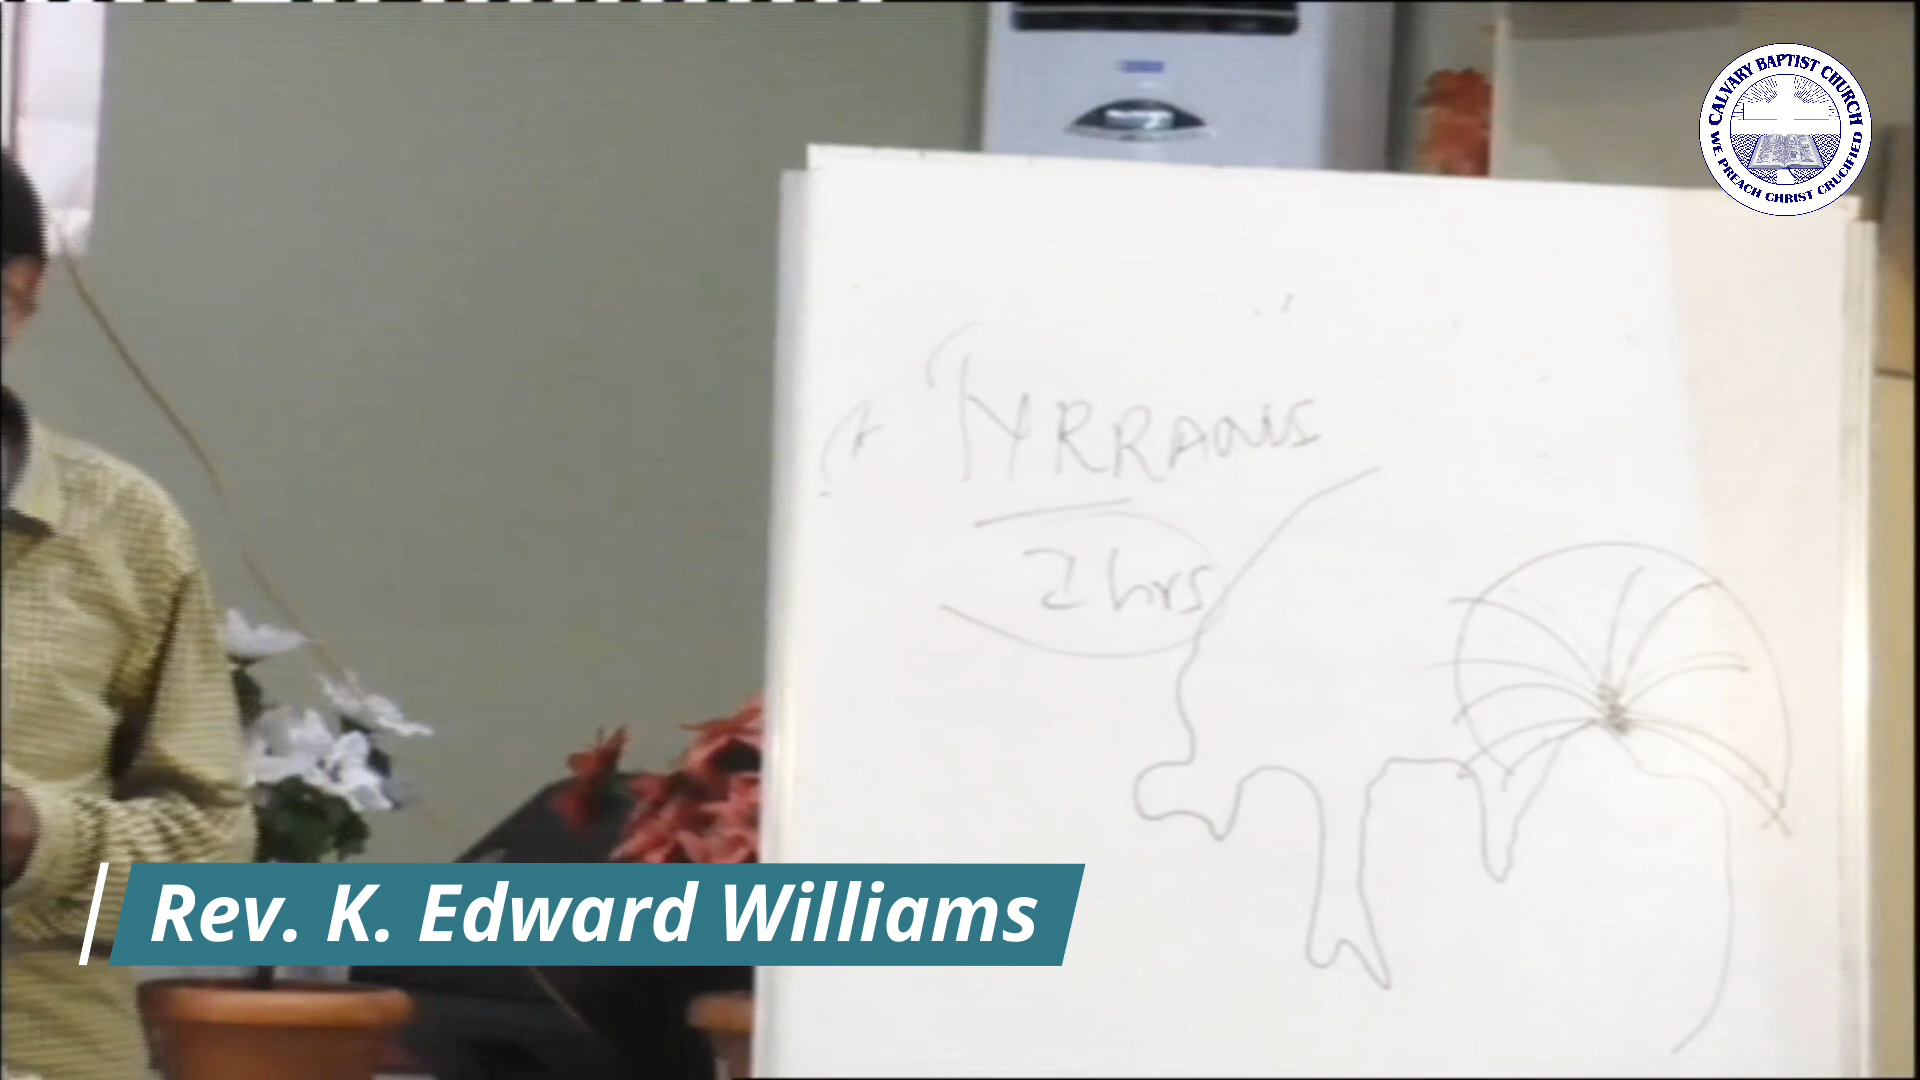 CALVARY BAPTIST CHURCH
WE PREACH CHRIST CRUCIFIED
TYRRANUS
2 hrs
Rev. K. Edward Williams